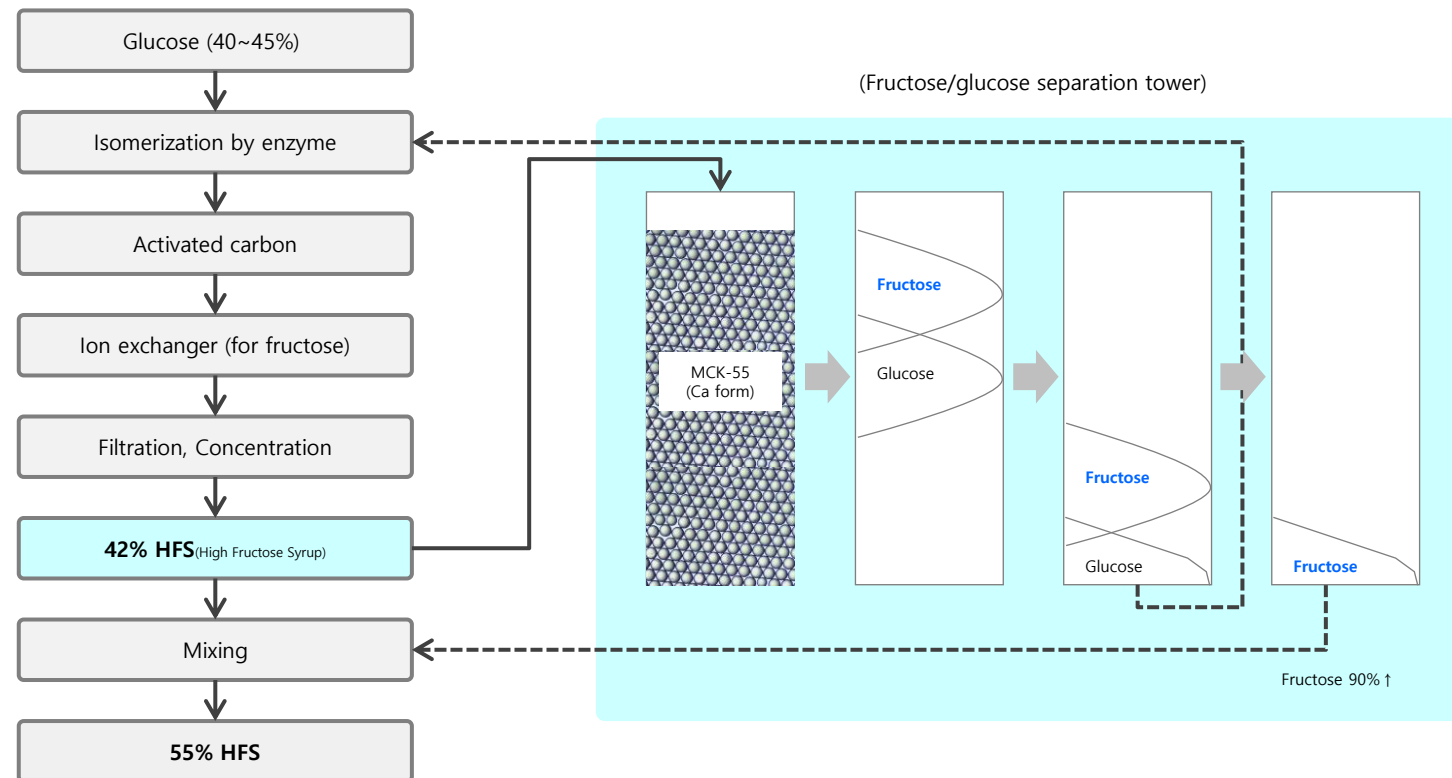 Glucose (40~45%)
Isomerization by enzyme
Activated carbon
Ion exchanger (for fructose)
Filtration, Concentration
42% HFS(High Fructose Syrup)
Mixing
55% HFS
(Fructose/glucose separation tower)
MCK-55
(Ca form)
Fructose
Glucose
Fructose
Glucose
Fructose
Fructose 90% ↑